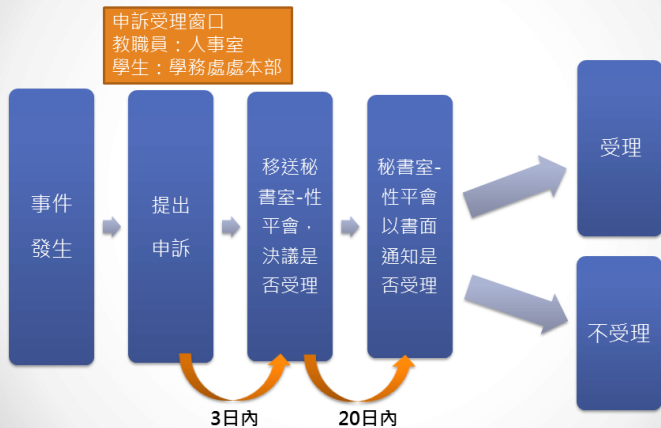 申訴受理窗口
教職員：人事室
學生：學務處處本部
事件
發生
提出
申訴
移送秘
書室-性
平會，
決議是
否受理
秘書室-
性平會
以書面
通知是
否受理
受理
不受理
3日內
20日內